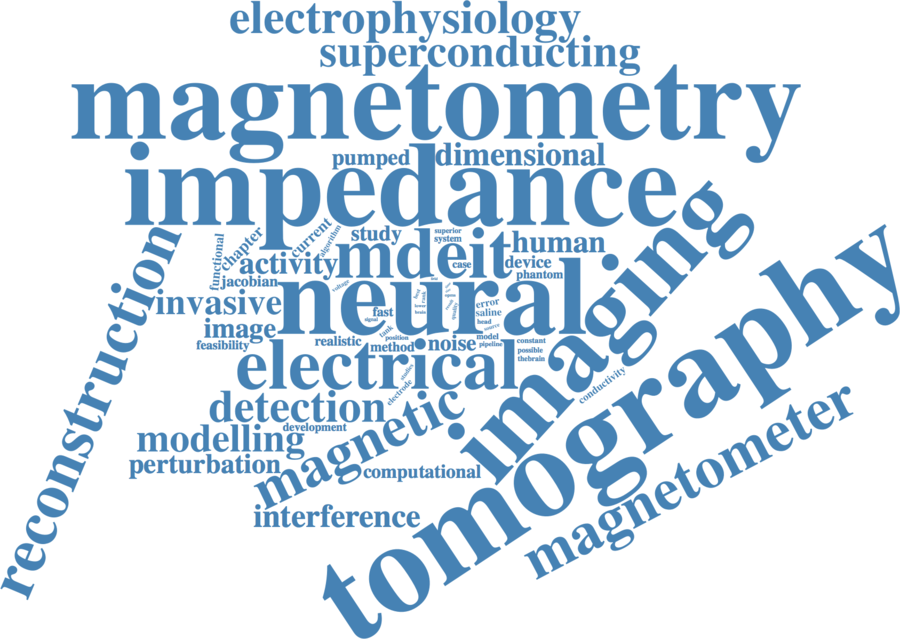 electrophysiology
superconducting
magnetometry
pumped
dimensional
impedance
reconstruction
functional
chapter
current
algorithm
study
superior
system
human
activity
mdeit
case
device
phantom
jacobian
voltage
invasive
neural
imaging
tomography
fast
signal
error
saline
head
source
image
feasibility
realistic
tank
position
method
noise
model
pipeline
constant
possible
thebrain
electrical
studies
electrode
conductivity
detection
magnetic
development
modelling
perturbation
computational
magnetometer
interference